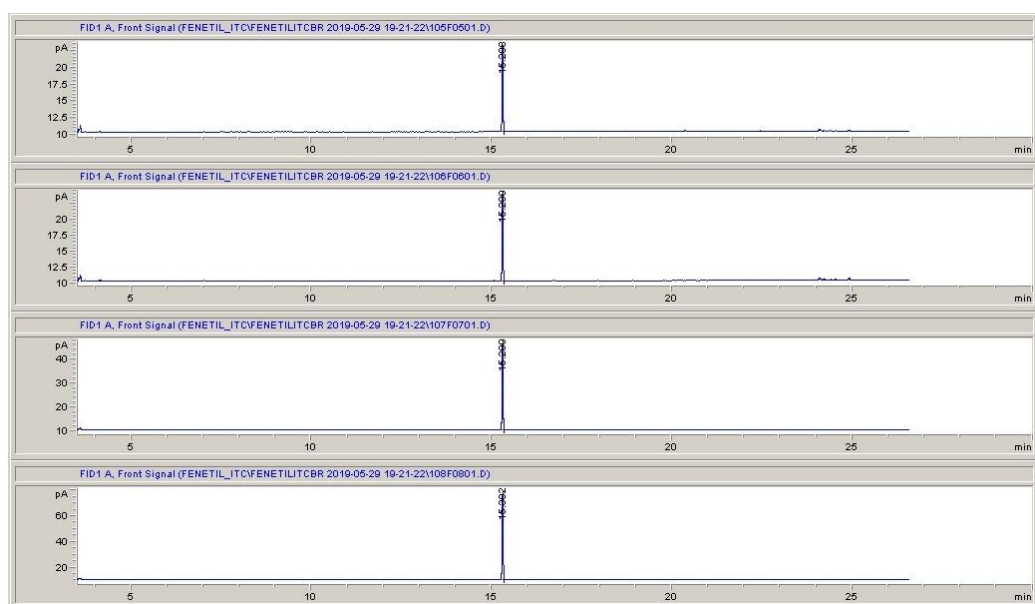 FID1 A, Front Signal (FENETIL_ITC\FENETILITCBR 2019-05-29 19-21-22\105F0501.D)
pA
20
17.5
15
12.5
10
5 10 15 20 25 min
FID1 A, Front Signal (FENETIL_ITC\FENETILITCBR 2019-05-29 19-21-22\106F0601.D)
pA
20
17.5
15
12.5
10
5 10 15 20 25 min
FID1 A, Front Signal (FENETIL_ITC\FENETILITCBR 2019-05-29 19-21-22\107F0701.D)
pA
40
30
20
10
5 10 15 20 25 min
FID1 A, Front Signal (FENETIL_ITC\FENETILITCBR 2019-05-29 19-21-22\108F0801.D)
pA
60
40
20
5 10 15 20 25 min